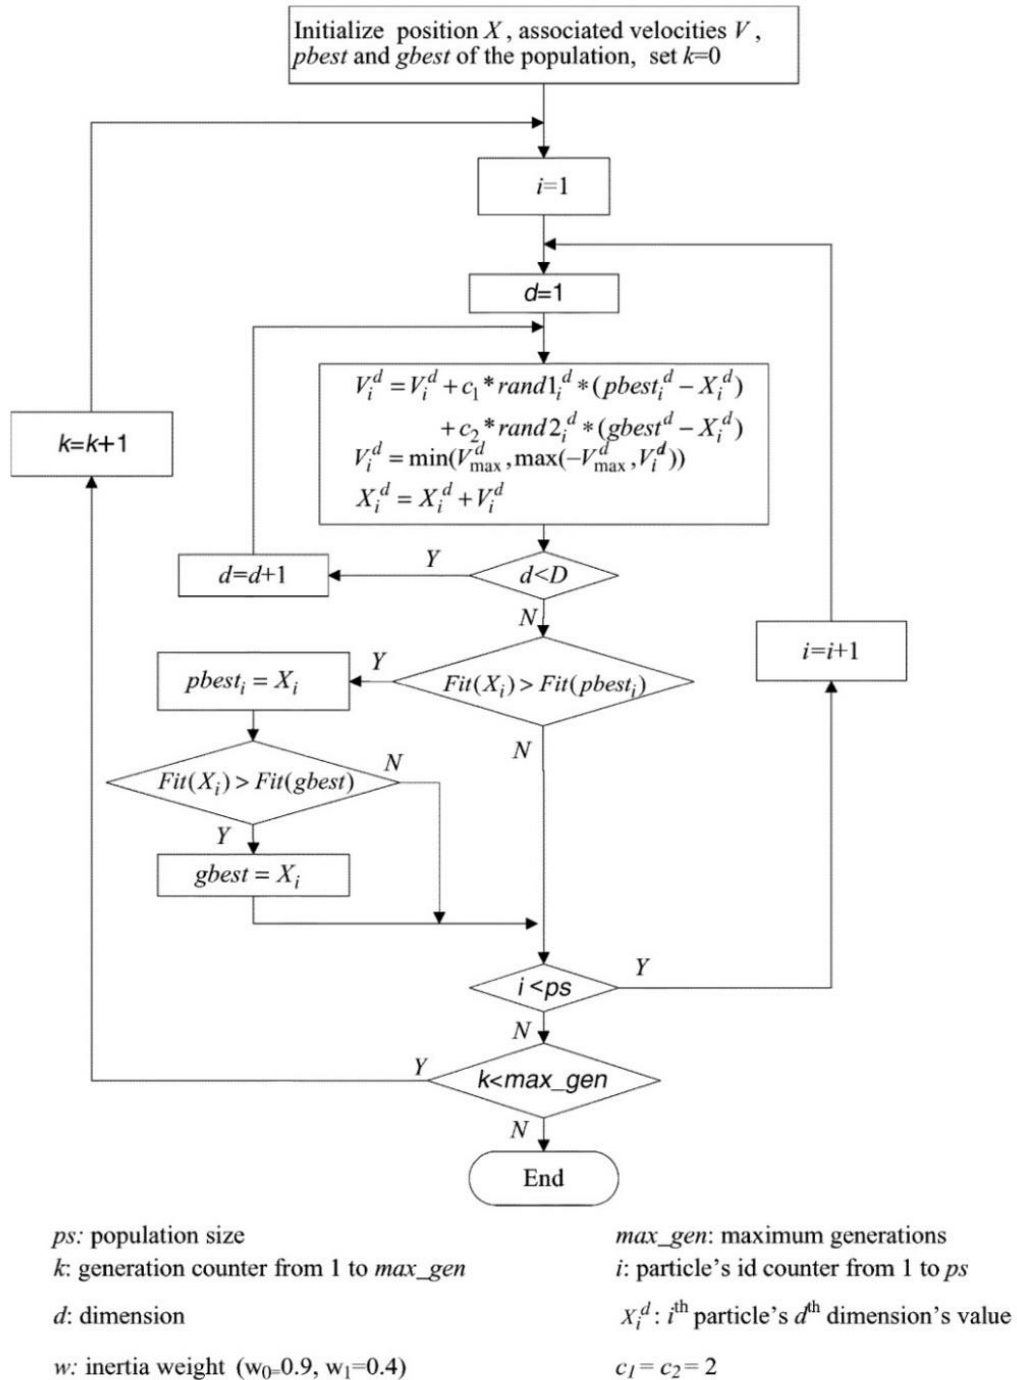 Initialize position X, associated velocities V,
pbest and gbest of the population, set k=0
i=1
d=1
V_i^d = V_i^d + c_1 * rand1_i^d * (pbest_i^d − X_i^d)
+ c_2 * rand2_i^d * (gbest^d − X_i^d)
V_i^d = min(V_max^d, max(−V_max^d, V_i^d))
X_i^d = X_i^d + V_i^d
k=k+1
d<D
Y
d=d+1
N
i=i+1
Fit(X_i) > Fit(pbest_i)
Y
pbest_i = X_i
N
Fit(X_i) > Fit(gbest)
N
Y
gbest = X_i
i<ps
Y
N
k<max_gen
Y
N
End
ps: population size
max_gen: maximum generations
k: generation counter from 1 to max_gen
i: particle's id counter from 1 to ps
d: dimension
X_i^d: i^th particle's d^th dimension's value
w: inertia weight (w_0=0.9, w_1=0.4)
c_1 = c_2 = 2